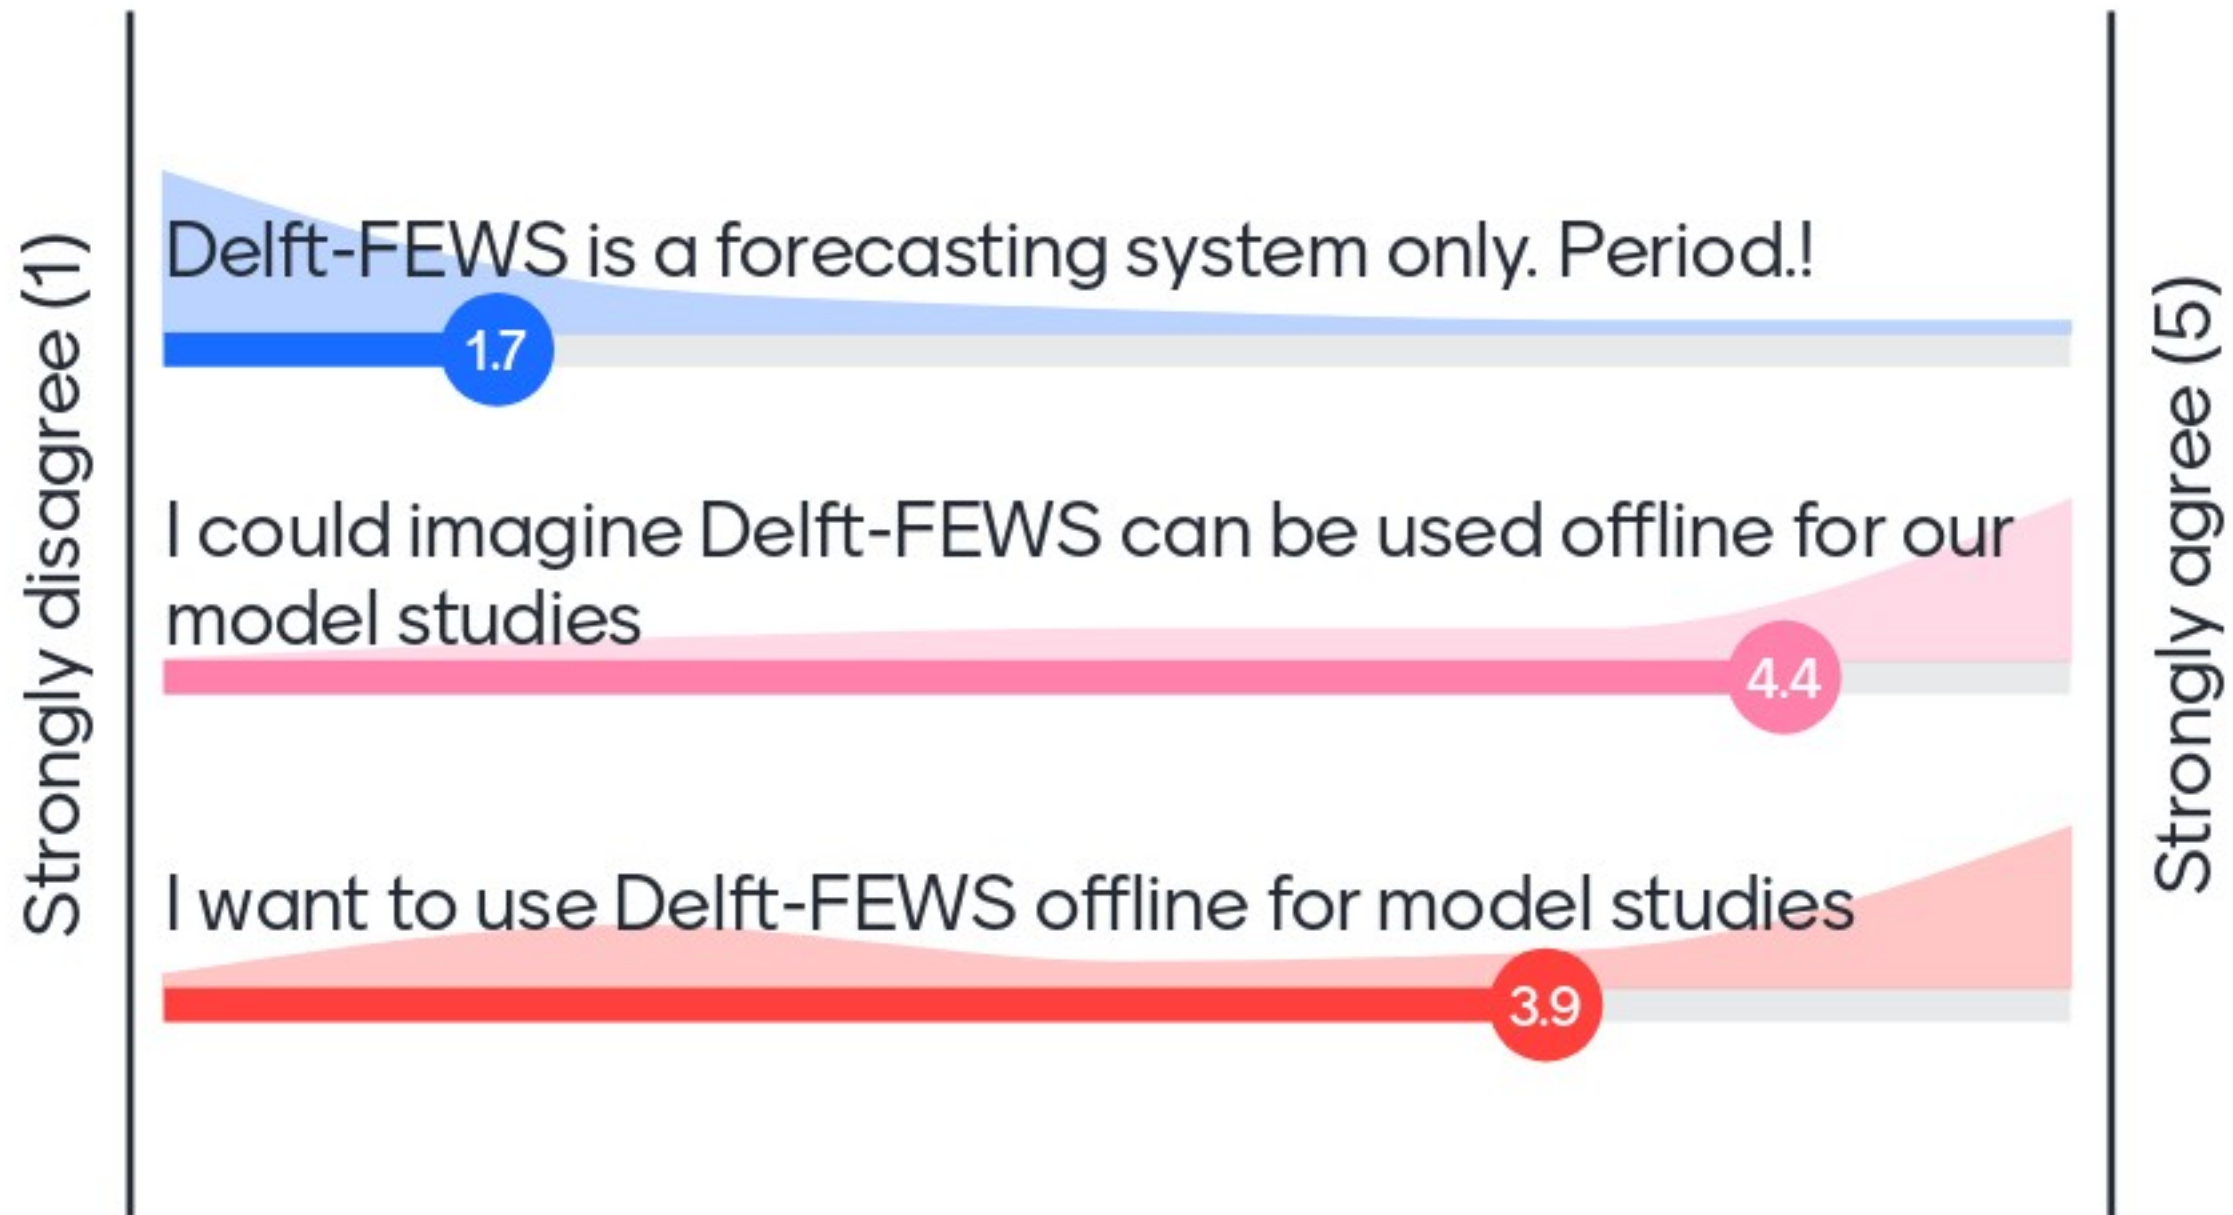 Strongly disagree (1)
Delft-FEWS is a forecasting system only. Period.!
1.7
I could imagine Delft-FEWS can be used offline for our
model studies
4.4
I want to use Delft-FEWS offline for model studies
3.9
Strongly agree (5)